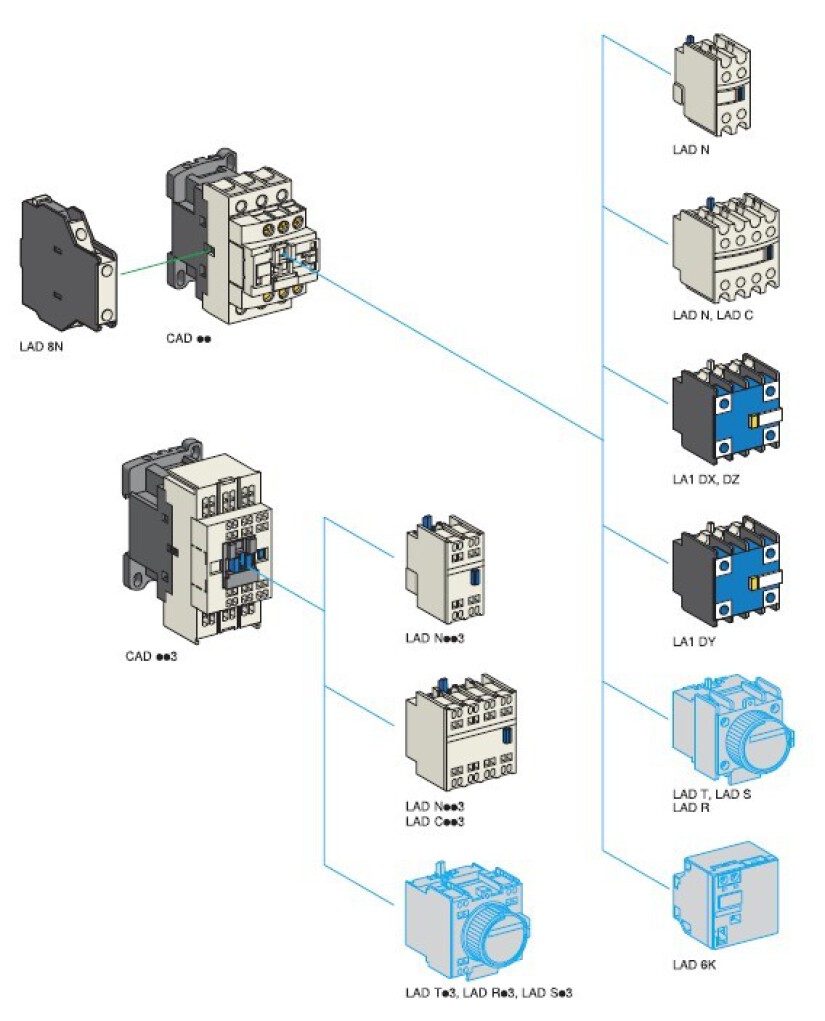 LAD N
LAD N, LAD C
LAD 8N
CAD ●●
LA1 DX, DZ
LAD N●●3
LA1 DY
CAD ●●3
LAD N●●3
LAD C●●3
LAD T, LAD S
LAD R
LAD 6K
LAD T●3, LAD R●3, LAD S●3